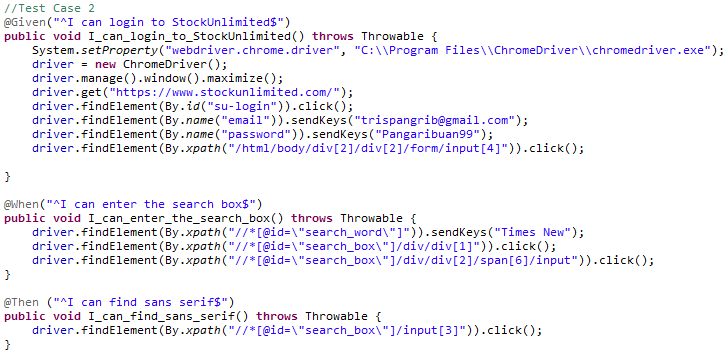 //Test Case 2
@Given("^I can login to StockUnlimited$")
public void I_can_login_to_StockUnlimited() throws Throwable {
    System.setProperty("webdriver.chrome.driver", "C:\\Program Files\\ChromeDriver\\chromedriver.exe");
    driver = new ChromeDriver();
    driver.manage().window().maximize();
    driver.get("https://www.stockunlimited.com/");
    driver.findElement(By.id("su-login")).click();
    driver.findElement(By.name("email")).sendKeys("trispangrib@gmail.com");
    driver.findElement(By.name("password")).sendKeys("Pangaribuan99");
    driver.findElement(By.xpath("/html/body/div[2]/div[2]/form/input[4]")).click();
}
@When("^I can enter the search box$")
public void I_can_enter_the_search_box() throws Throwable {
    driver.findElement(By.xpath("//*[@id=\"search_word\"]")).sendKeys("Times New");
    driver.findElement(By.xpath("//*[@id=\"search_box\"]/div/div[1]")).click();
    driver.findElement(By.xpath("//*[@id=\"search_box\"]/div/div[2]/span[6]/input")).click();
}
@Then ("^I can find sans serif$")
public void I_can_find_sans_serif() throws Throwable {
    driver.findElement(By.xpath("//*[@id=\"search_box\"]/input[3]")).click();
}